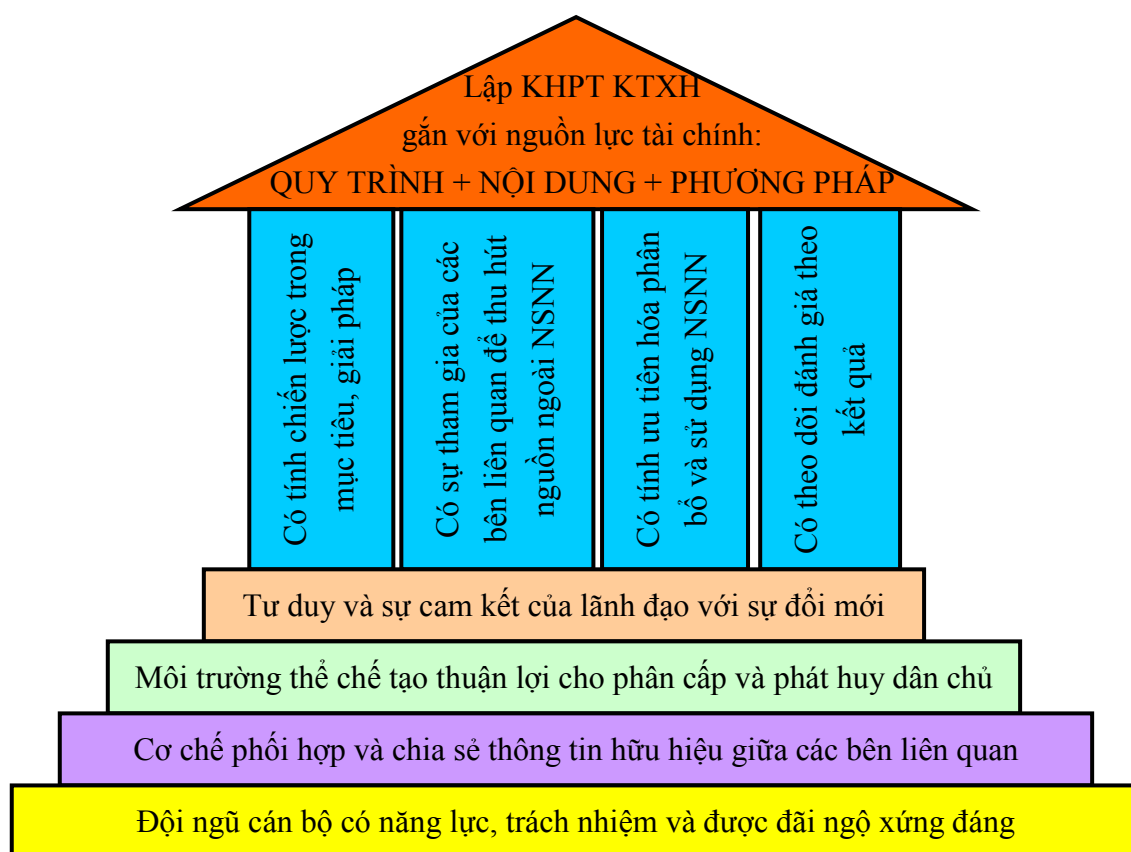 Lập KHPT KTXH
gắn với nguồn lực tài chính:
QUY TRÌNH + NỘI DUNG + PHƯƠNG PHÁP
Có tính chiến lược trong
mục tiêu, giải pháp
Có sự tham gia của các
bên liên quan để thu hút
nguồn ngoài NSNN
Có tính ưu tiên hóa phân
bổ và sử dụng NSNN
Có theo dõi đánh giá theo
kết quả
Tư duy và sự cam kết của lãnh đạo với sự đổi mới
Môi trường thể chế tạo thuận lợi cho phân cấp và phát huy dân chủ
Cơ chế phối hợp và chia sẻ thông tin hữu hiệu giữa các bên liên quan
Đội ngũ cán bộ có năng lực, trách nhiệm và được đãi ngộ xứng đáng